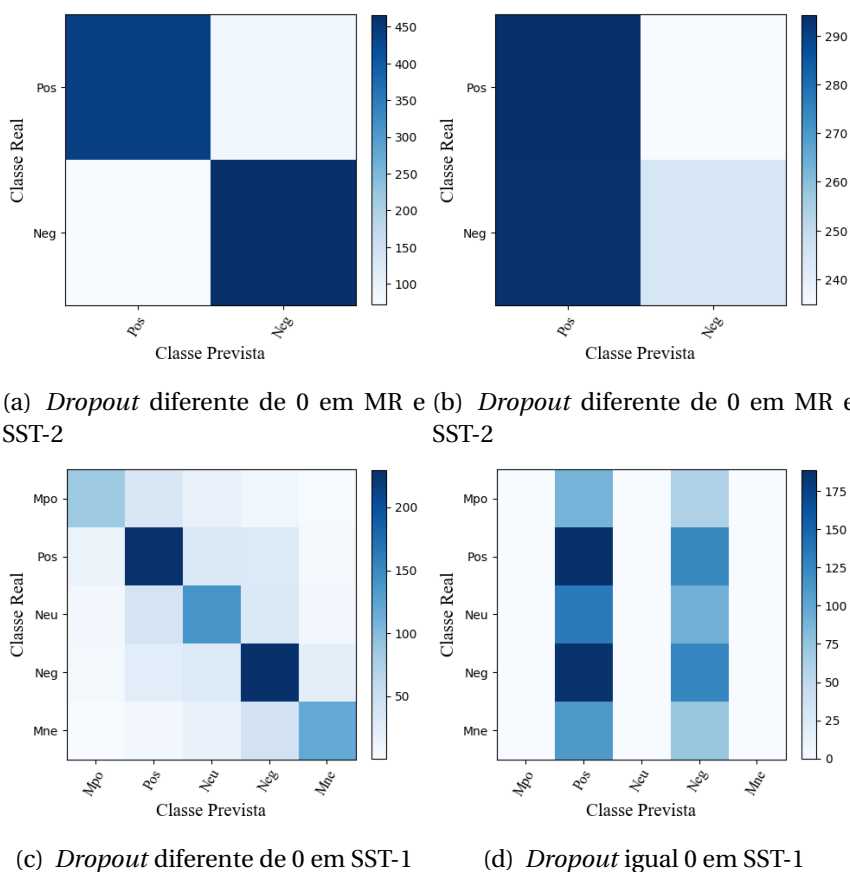 450
400
350
300
250
200
150
100
Pos
Neg
Classe Real
Pos
Neg
Classe Prevista
290
280
270
260
250
240
Pos
Neg
Classe Real
Pos
Neg
Classe Prevista
(a) Dropout diferente de 0 em MR e
SST-2
(b) Dropout diferente de 0 em MR e
SST-2
200
150
100
50
Mpo
Pos
Neu
Neg
Mne
Classe Real
Mpo
Pos
Neu
Neg
Mne
Classe Prevista
175
150
125
100
75
50
25
0
Mpo
Pos
Neu
Neg
Mne
Classe Real
Mpo
Pos
Neu
Neg
Mne
Classe Prevista
(c) Dropout diferente de 0 em SST-1
(d) Dropout igual 0 em SST-1